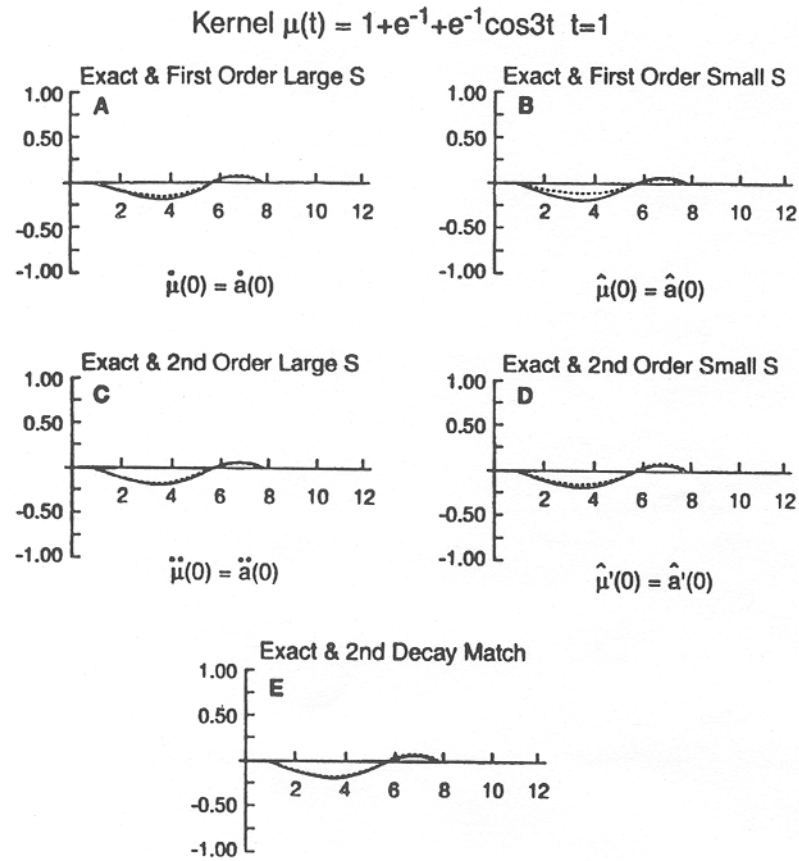 Kernel μ(t) = 1+e⁻¹+e⁻¹cos3t t=1
Exact & First Order Large S
A
1.00
0.50
-0.50
-1.00
2 4 6 8 10 12
μ̇(0) = ȧ(0)
Exact & First Order Small S
B
1.00
0.50
-0.50
-1.00
2 4 6 8 10 12
μ̂(0) = â(0)
Exact & 2nd Order Large S
C
1.00
0.50
-0.50
-1.00
2 4 6 8 10 12
μ̈(0) = ä(0)
Exact & 2nd Order Small S
D
1.00
0.50
-0.50
-1.00
2 4 6 8 10 12
μ̂'(0) = â'(0)
Exact & 2nd Decay Match
E
1.00
0.50
-0.50
-1.00
2 4 6 8 10 12